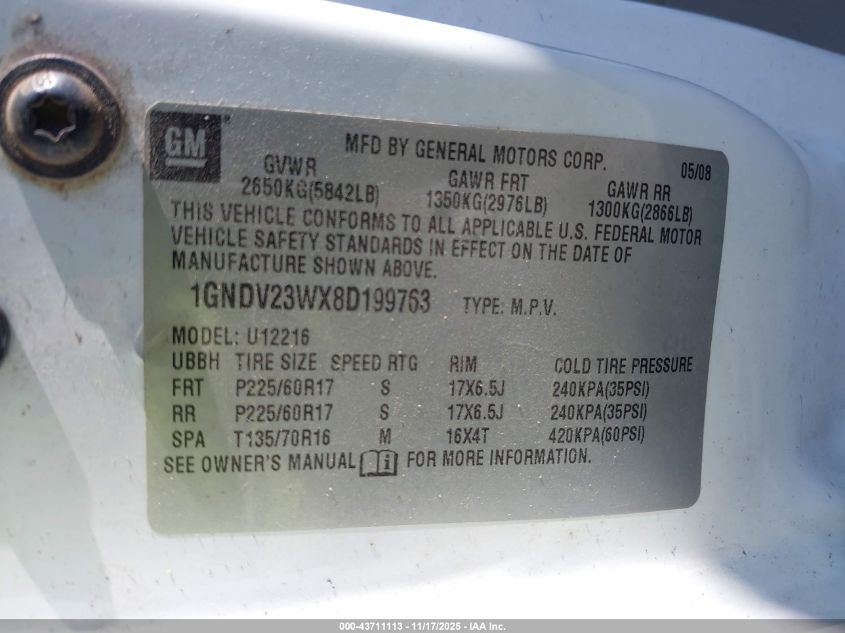 GM
MFD BY GENERAL MOTORS CORP. 05/08
GVWR GAWR FRT GAWR RR
2650KG(5842LB) 1350KG(2976LB) 1300KG(2866LB)
THIS VEHICLE CONFORMS TO ALL APPLICABLE U.S. FEDERAL MOTOR
VEHICLE SAFETY STANDARDS IN EFFECT ON THE DATE OF
MANUFACTURE SHOWN ABOVE.
1GNDV23WX8D199763 TYPE: M.P.V.
MODEL: U12216
UBBH TIRE SIZE SPEED RTG RIM COLD TIRE PRESSURE
FRT P225/60R17 S 17X6.5J 240KPA(35PSI)
RR P225/60R17 S 17X6.5J 240KPA(35PSI)
SPA T135/70R16 M 16X4T 420KPA(60PSI)
SEE OWNER'S MANUAL i FOR MORE INFORMATION.
000-43711113 - 11/17/2025 - IAA Inc.